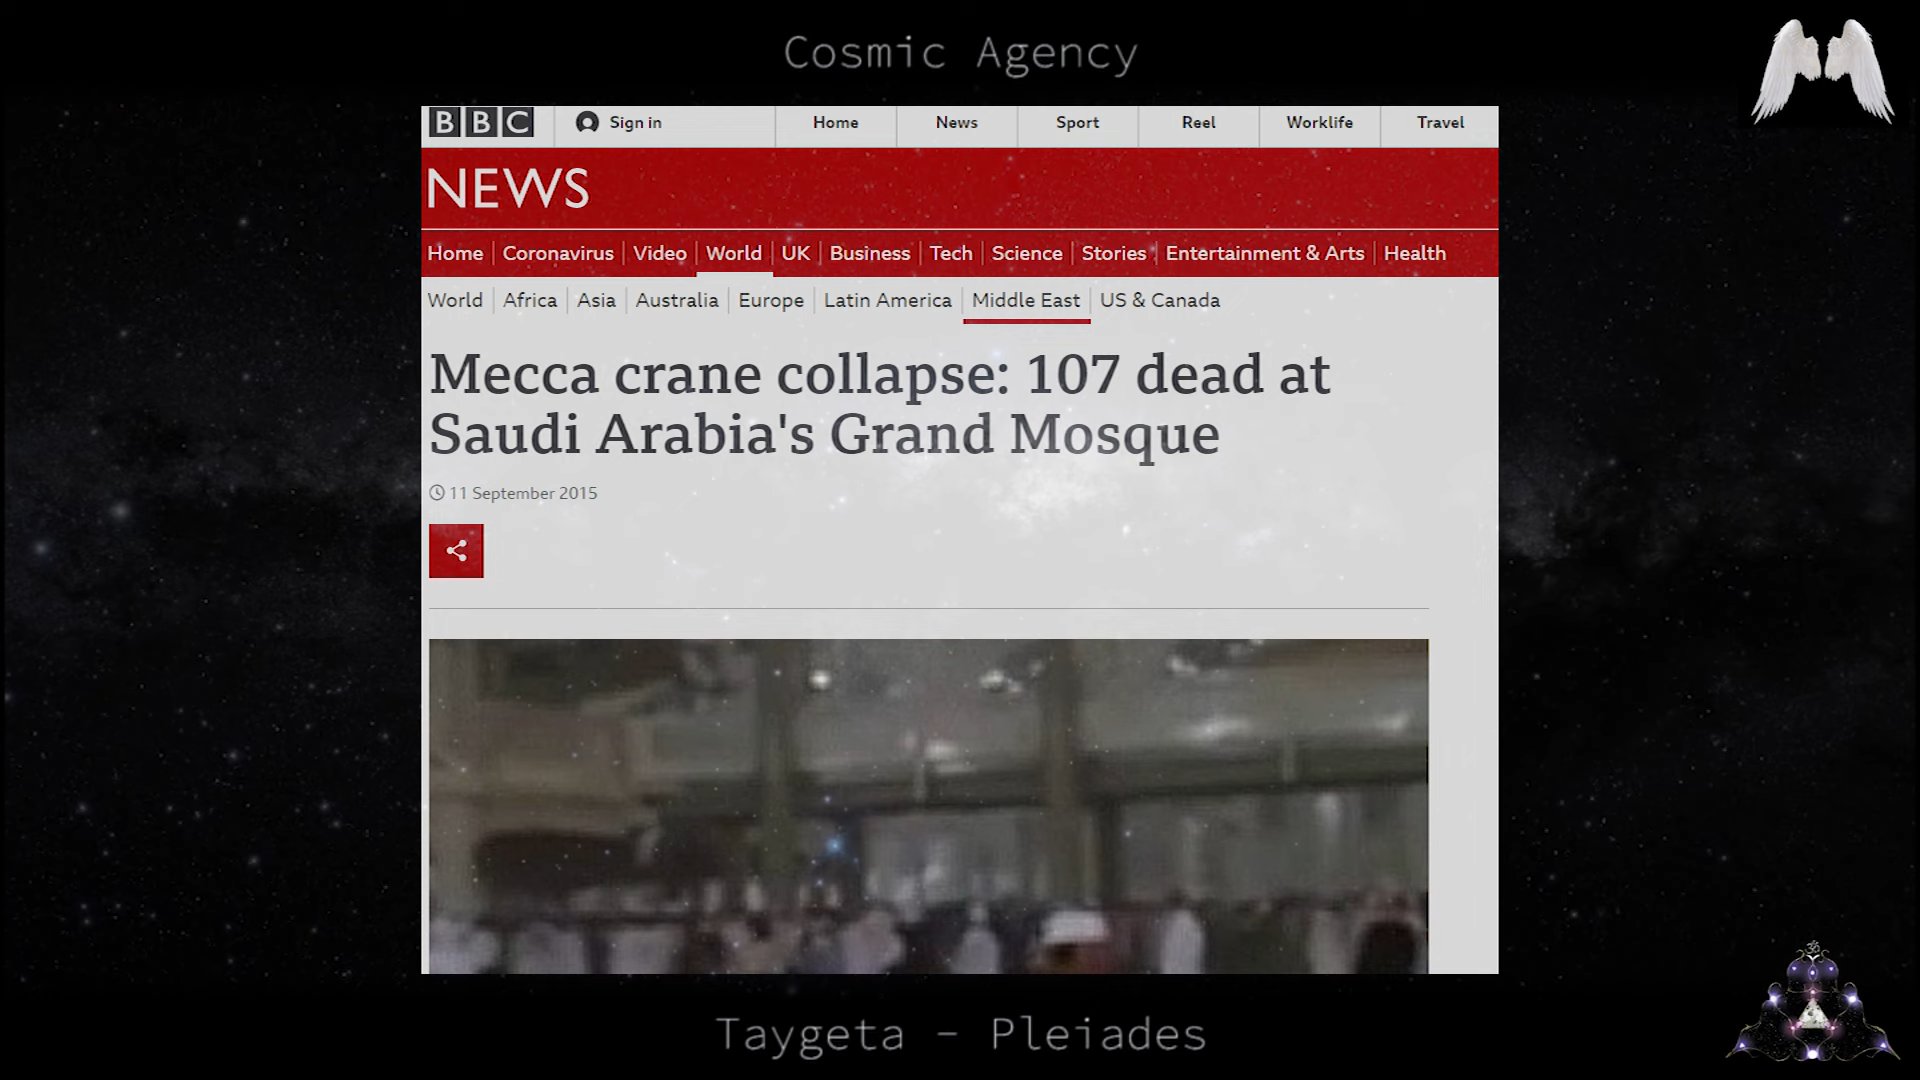 Cosmic Agency
BBC Sign in Home News Sport Reel Worklife Travel
NEWS
Home Coronavirus Video World UK Business Tech Science Stories Entertainment & Arts Health
World Africa Asia Australia Europe Latin America Middle East US & Canada
Mecca crane collapse: 107 dead at
Saudi Arabia's Grand Mosque
11 September 2015
ॐ
Taygeta - Pleiades